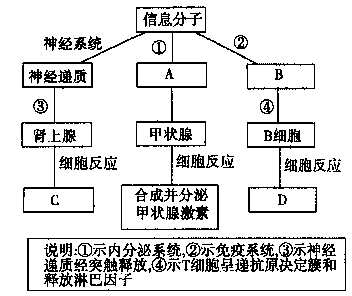 信息分子
神经系统 ① ②
神经递质 A B
③ ④
肾上腺 甲状腺 B细胞
细胞反应 细胞反应 细胞反应
C 合成并分泌 D
甲状腺激素
说明:①示内分泌系统,②示免疫系统,③示神经
递质经突触释放,④示T细胞呈递抗原决定簇和
释放淋巴因子